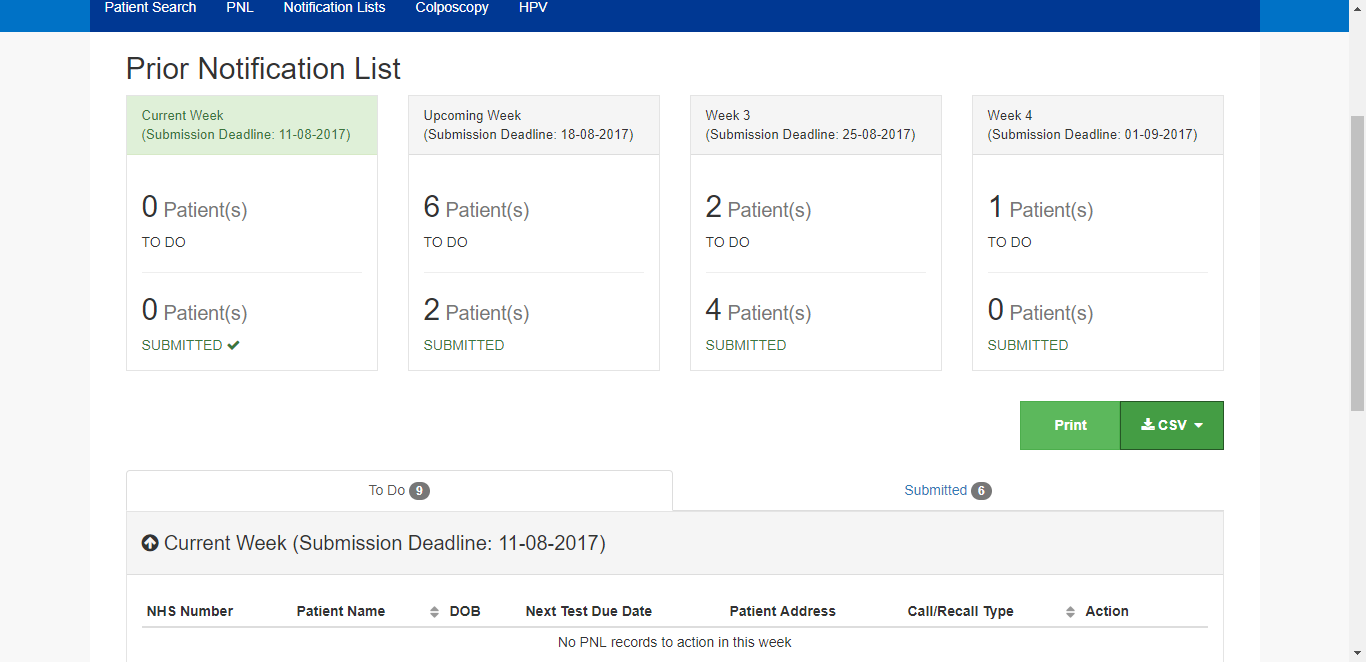 Patient Search PNL Notification Lists Colposcopy HPV
Prior Notification List
Current Week
(Submission Deadline: 11-08-2017)
0 Patient(s)
TO DO
0 Patient(s)
SUBMITTED
Upcoming Week
(Submission Deadline: 18-08-2017)
6 Patient(s)
TO DO
2 Patient(s)
SUBMITTED
Week 3
(Submission Deadline: 25-08-2017)
2 Patient(s)
TO DO
4 Patient(s)
SUBMITTED
Week 4
(Submission Deadline: 01-09-2017)
1 Patient(s)
TO DO
0 Patient(s)
SUBMITTED
Print CSV
To Do 9 Submitted 6
Current Week (Submission Deadline: 11-08-2017)
NHS Number Patient Name DOB Next Test Due Date Patient Address Call/Recall Type Action
No PNL records to action in this week